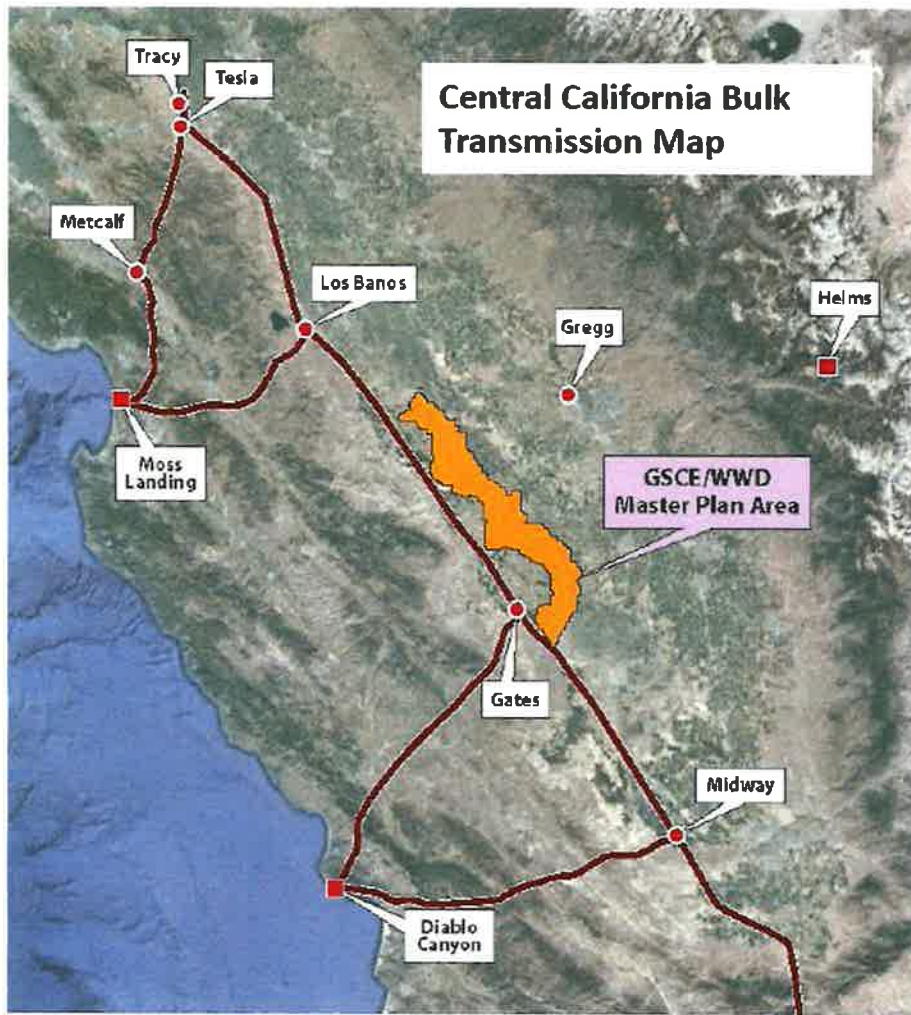 Central California Bulk
Transmission Map
Tracy
Tesla
Metcalf
Los Banos
Helms
Gregg
Moss
Landing
GSCE/WWD
Master Plan Area
Gates
Midway
Diablo
Canyon